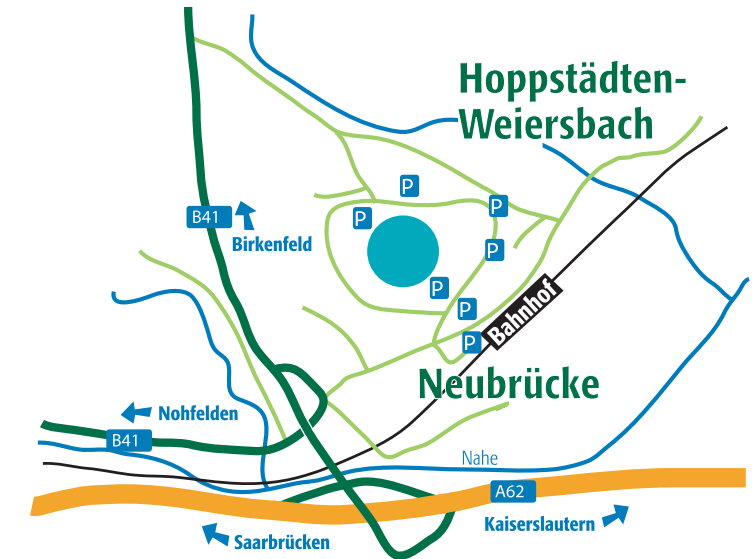 Hoppstädten-
Weiersbach
P
P
P
B41
Birkenfeld
P
P
P
Bahnhof
P
Neubrücke
Nohfelden
B41
Nahe
A62
Kaiserslautern
Saarbrücken